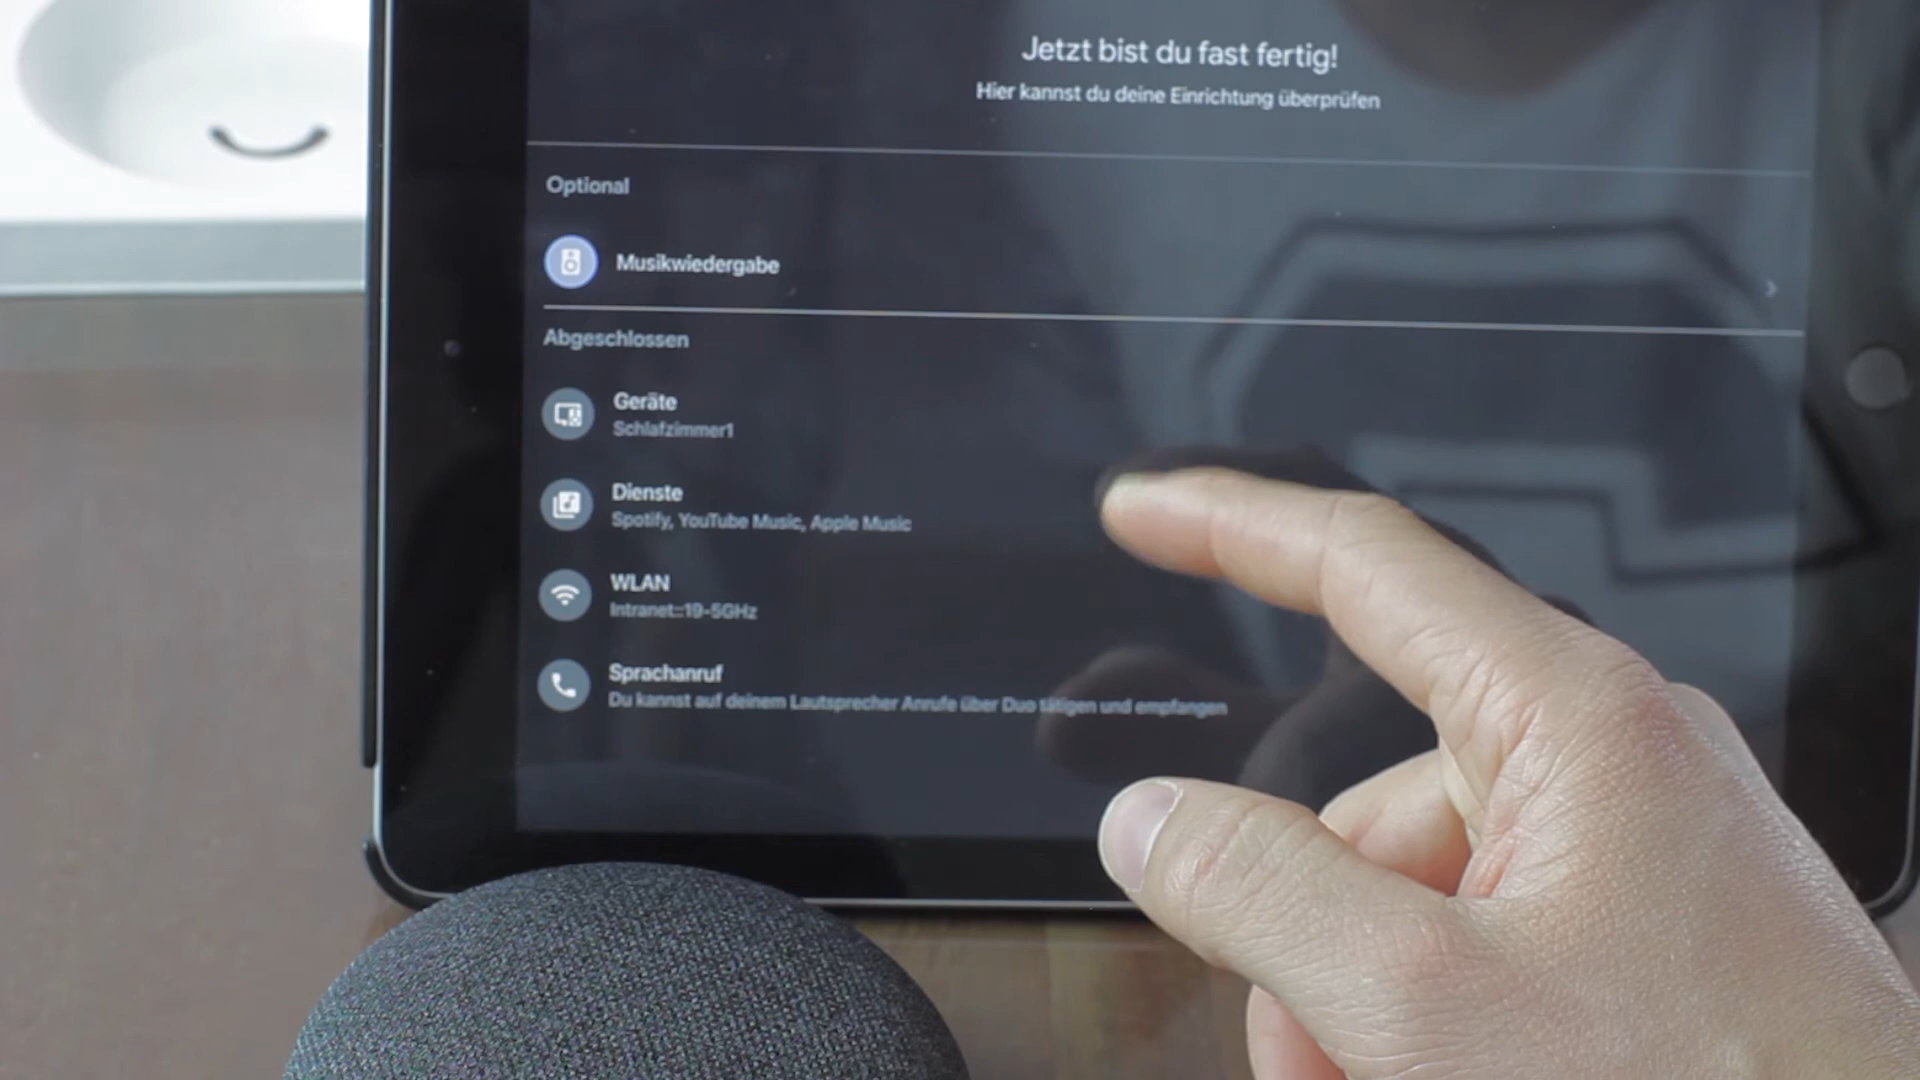 Jetzt bist du fast fertig!
Hier kannst du deine Einrichtung überprüfen
Optional
Musikwiedergabe
Abgeschlossen
Geräte
Schlafzimmer1
Dienste
Spotify, YouTube Music, Apple Music
WLAN
Intranet::19-5GHz
Sprachanruf
Du kannst auf deinem Lautsprecher Anrufe über Duo tätigen und empfangen